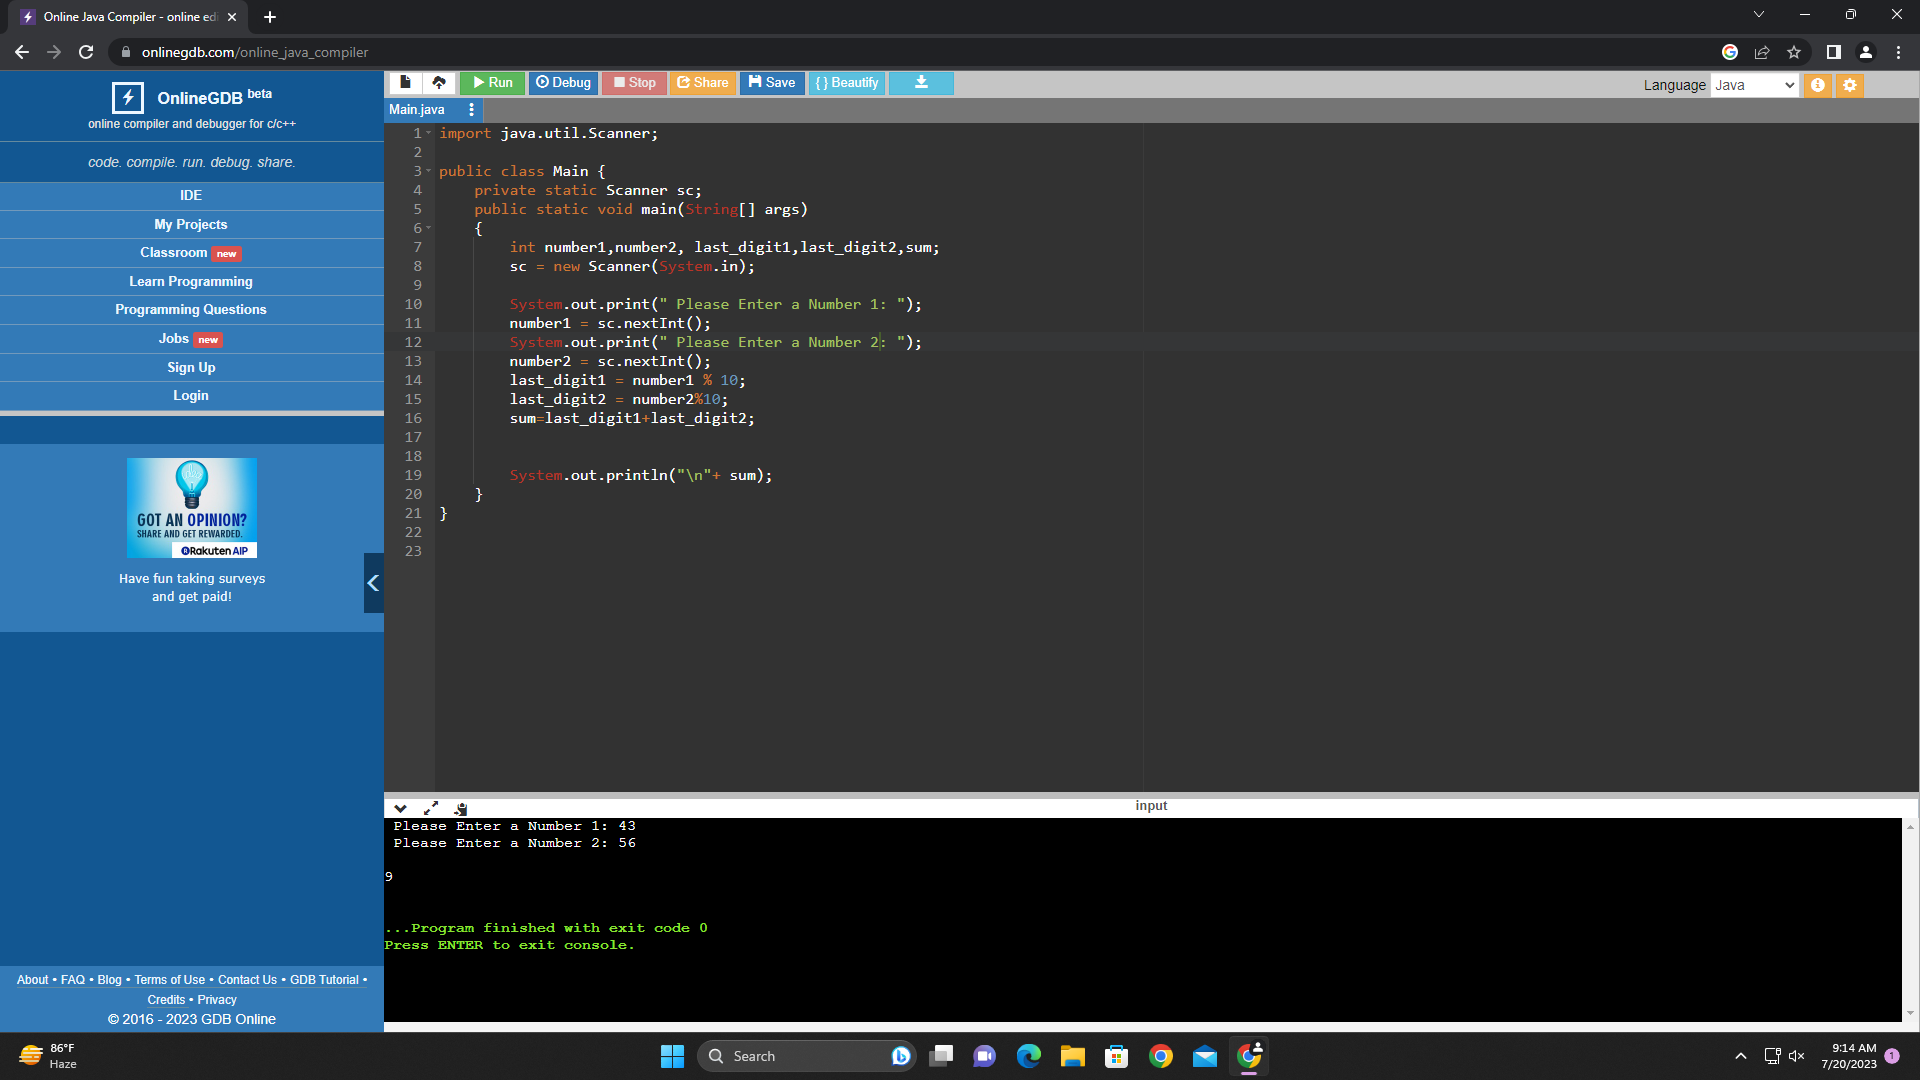 Online Java Compiler - online edi
onlinegdb.com/online_java_compiler
OnlineGDB beta
online compiler and debugger for c/c++
code. compile. run. debug. share.
IDE
My Projects
Classroom new
Learn Programming
Programming Questions
Jobs new
Sign Up
Login
GOT AN OPINION?
SHARE AND GET REWARDED.
Rakuten AIP
Have fun taking surveys
and get paid!
About • FAQ • Blog • Terms of Use • Contact Us • GDB Tutorial •
Credits • Privacy
© 2016 - 2023 GDB Online
Run Debug Stop Share Save { } Beautify
Language Java
Main.java
1 import java.util.Scanner;
2
3 public class Main {
4 private static Scanner sc;
5 public static void main(String[] args)
6 {
7 int number1,number2, last_digit1,last_digit2,sum;
8 sc = new Scanner(System.in);
9
10 System.out.print(" Please Enter a Number 1: ");
11 number1 = sc.nextInt();
12 System.out.print(" Please Enter a Number 2: ");
13 number2 = sc.nextInt();
14 last_digit1 = number1 % 10;
15 last_digit2 = number2%10;
16 sum=last_digit1+last_digit2;
17
18
19 System.out.println("\n"+ sum);
20 }
21 }
22
23
input
Please Enter a Number 1: 43
Please Enter a Number 2: 56
9
...Program finished with exit code 0
Press ENTER to exit console.
86°F
Haze
Search
9:14 AM
7/20/2023
1